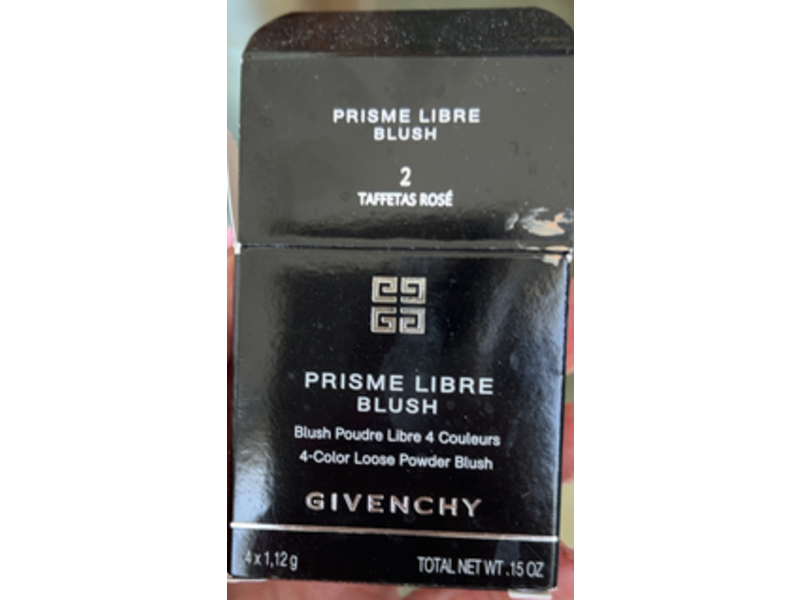 PRISME LIBRE
BLUSH
2
TAFFETAS ROSÉ
PRISME LIBRE
BLUSH
Blush Poudre Libre 4 Couleurs
4-Color Loose Powder Blush
GIVENCHY
4 x 1,12 g TOTAL NET WT .15 OZ